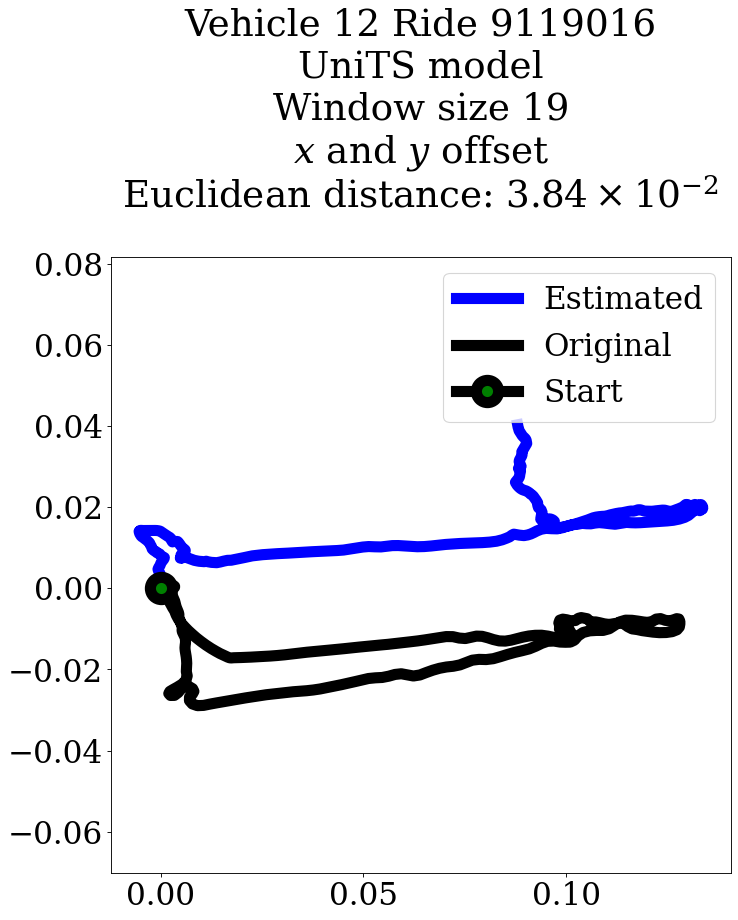 Vehicle 12 Ride 9119016
UniTS model
Window size 19
x and y offset
Euclidean distance: 3.84 × 10⁻²
0.08
Estimated
0.06
Original
0.04
Start
0.02
0.00
−0.02
−0.04
−0.06
0.00 0.05 0.10